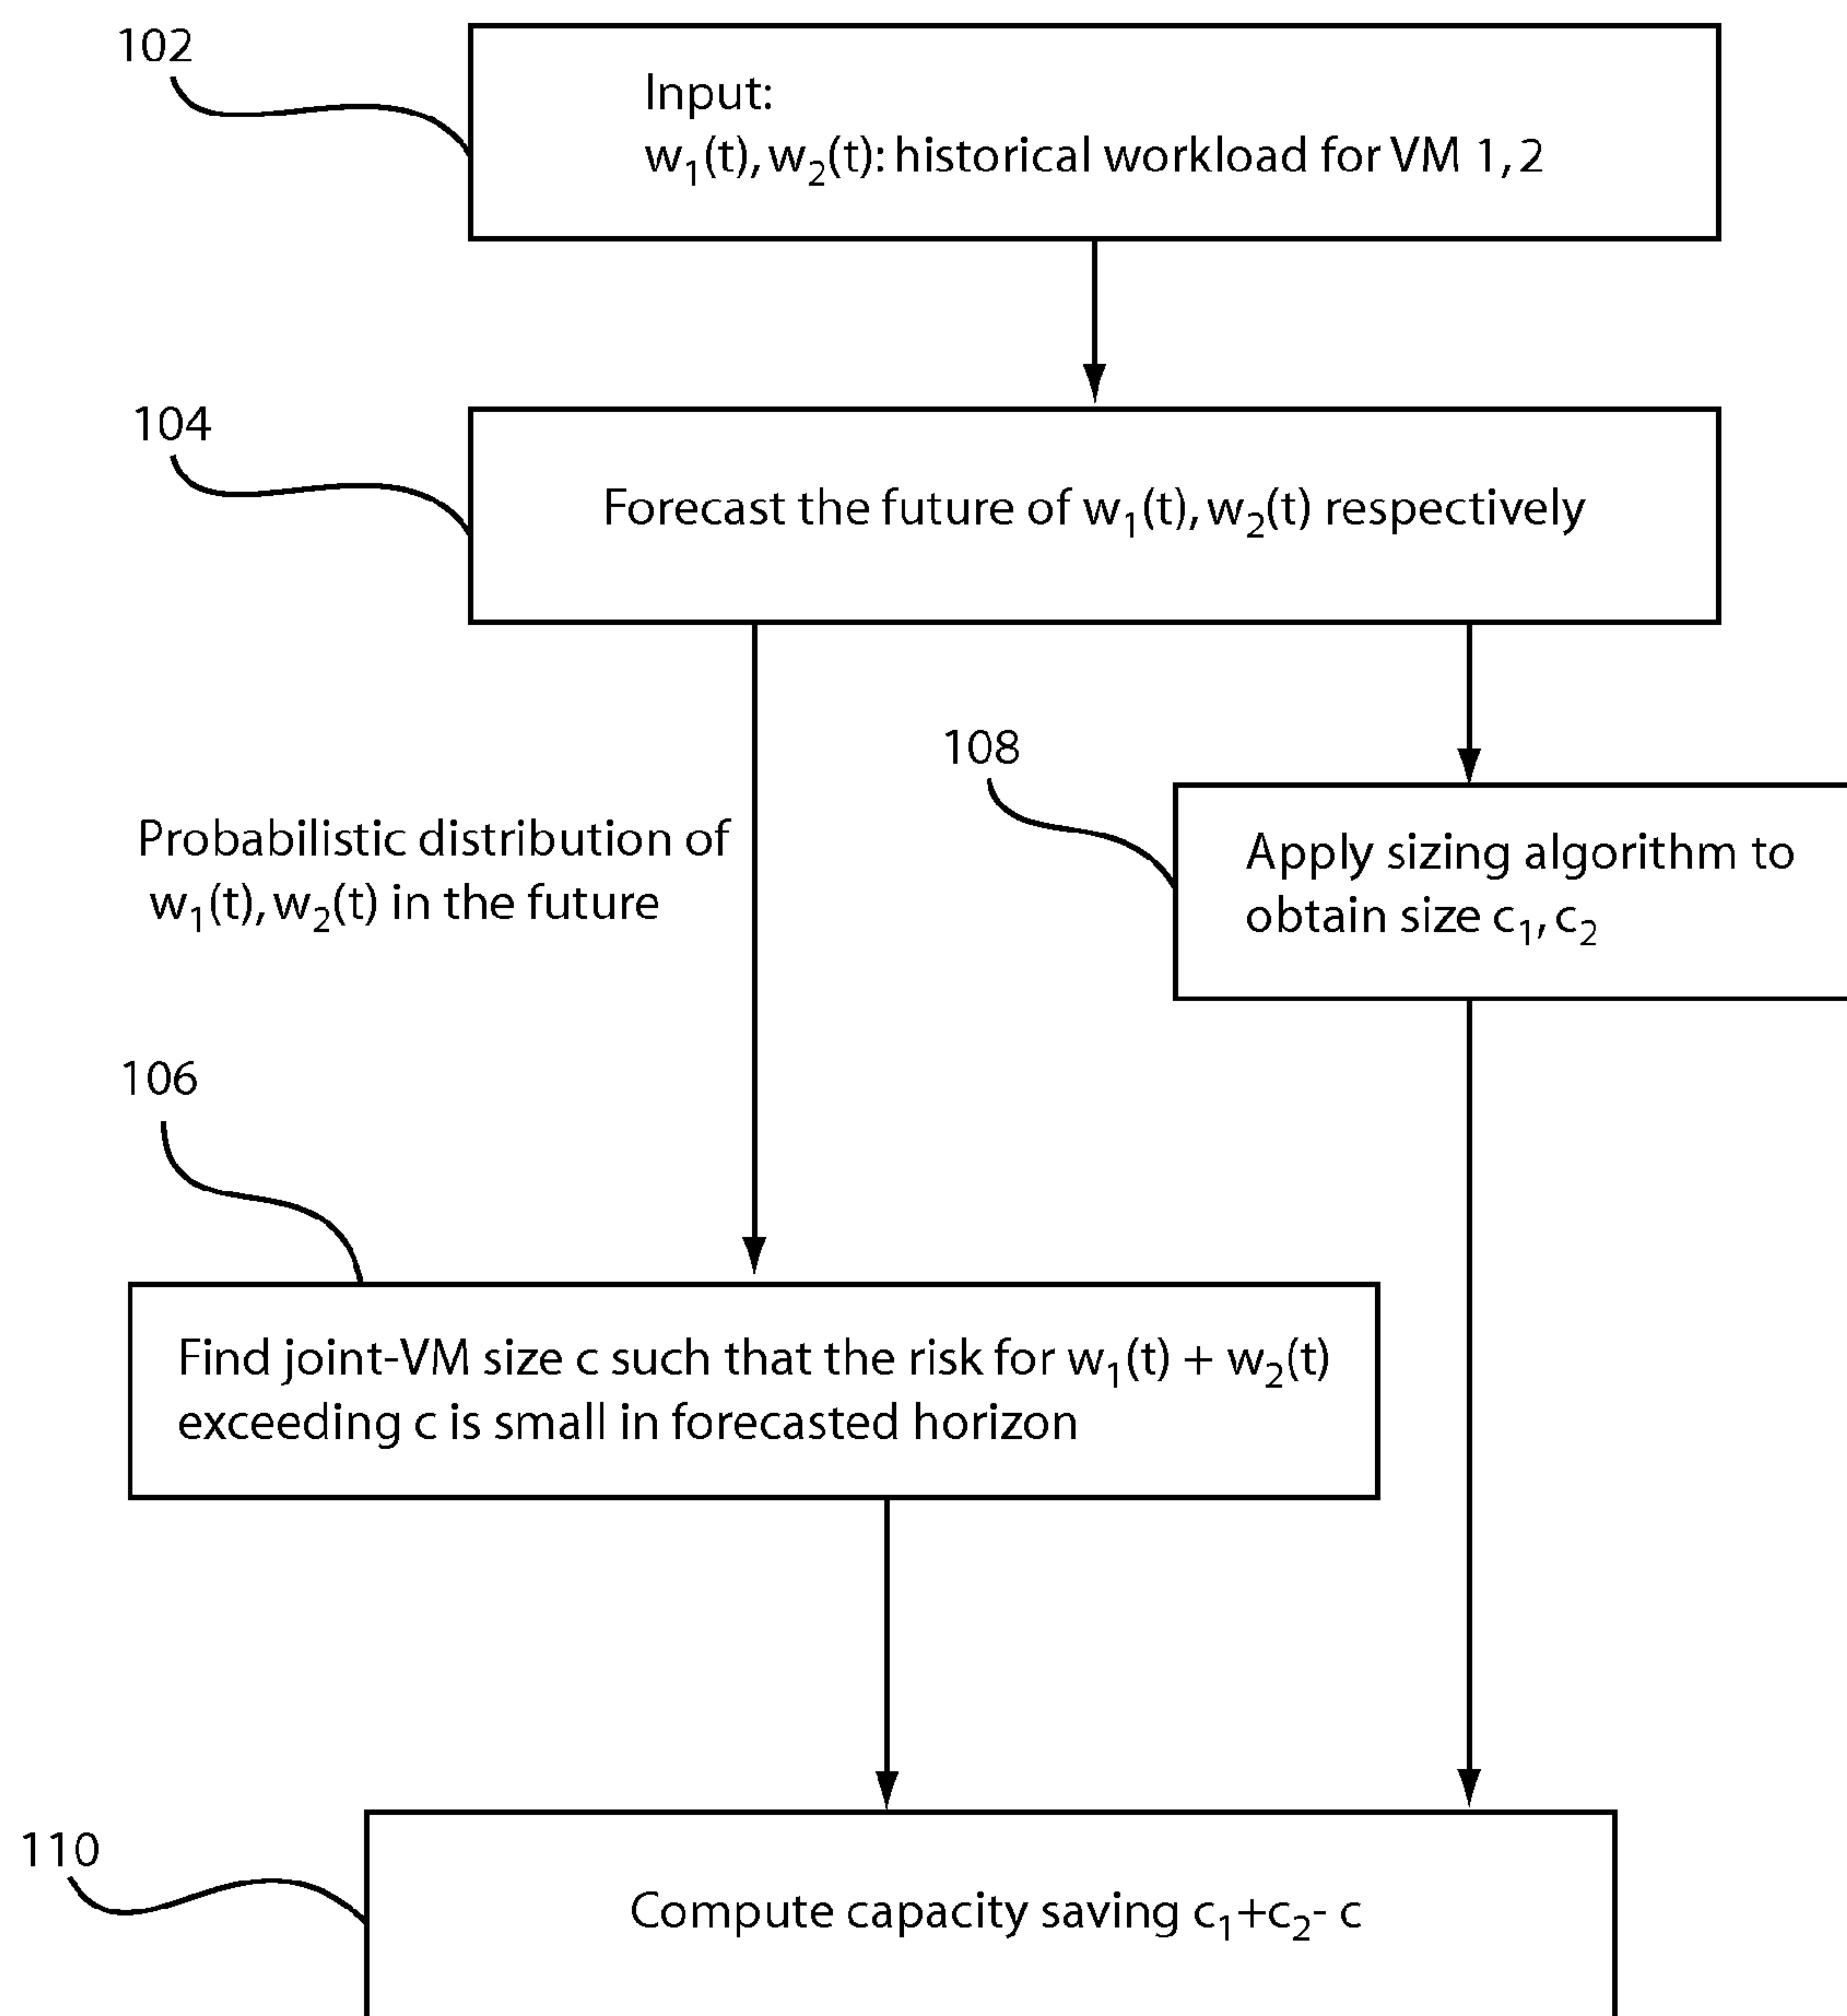 102
Input:
w₁(t), w₂(t): historical workload for VM 1, 2
104
Forecast the future of w₁(t), w₂(t) respectively
108
Probabilistic distribution of
w₁(t), w₂(t) in the future
Apply sizing algorithm to
obtain size c₁, c₂
106
Find joint-VM size c such that the risk for w₁(t) + w₂(t)
exceeding c is small in forecasted horizon
110
Compute capacity saving c₁+c₂- c